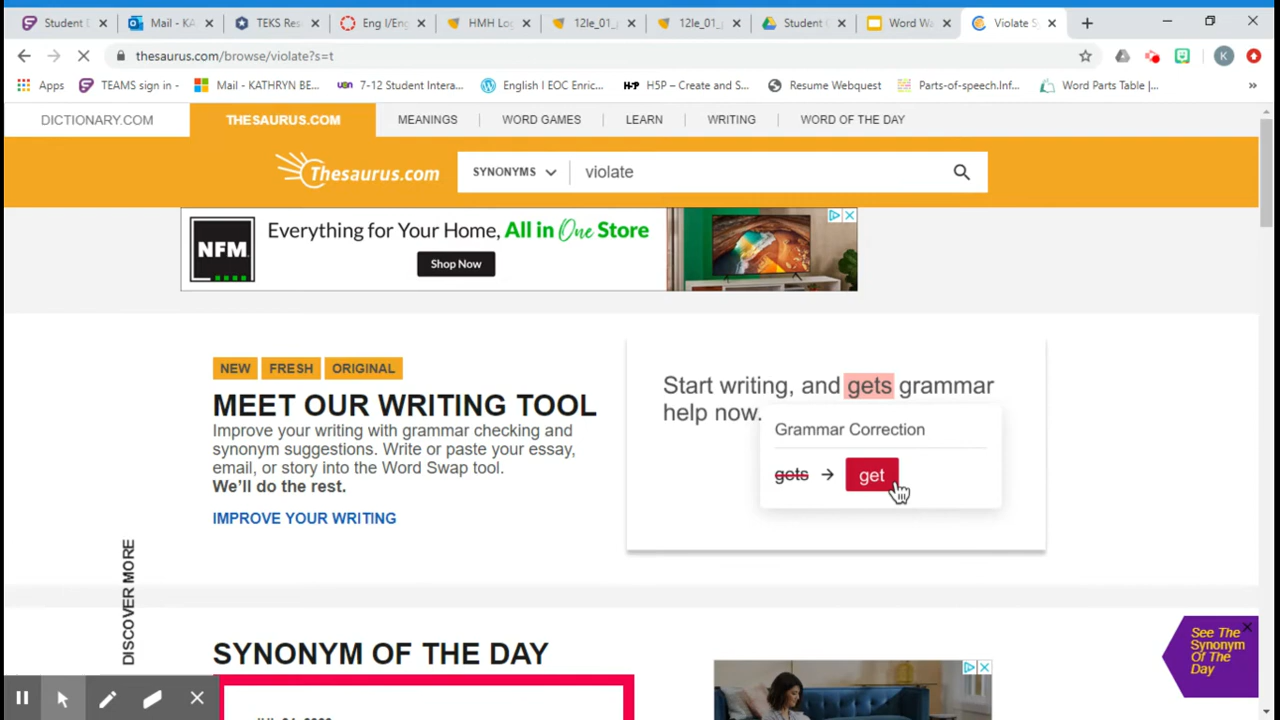 Student E
Mail - KA
TEKS Res
Eng I/Eng
HMH Lo
12le_01_
12le_01_
Student
Word Wa
Violate Sy
thesaurus.com/browse/violate?s=t
K
Apps
TEAMS sign in -
Mail - KATHRYN BE...
7-12 Student Intera...
English I EOC Enric...
H5P – Create and S...
Resume Webquest
Parts-of-speech.Inf...
Word Parts Table |...
»
DICTIONARY.COM
THESAURUS.COM
MEANINGS
WORD GAMES
LEARN
WRITING
WORD OF THE DAY
Thesaurus.com
SYNONYMS
violate
NFM
Everything for Your Home, All in One Store
Shop Now
NEW FRESH ORIGINAL
MEET OUR WRITING TOOL
Improve your writing with grammar checking and
synonym suggestions. Write or paste your essay,
email, or story into the Word Swap tool.
We'll do the rest.
IMPROVE YOUR WRITING
Start writing, and gets grammar
help now.
Grammar Correction
gets → get
DISCOVER MORE
SYNONYM OF THE DAY
See The
Synonym
Of The
Day